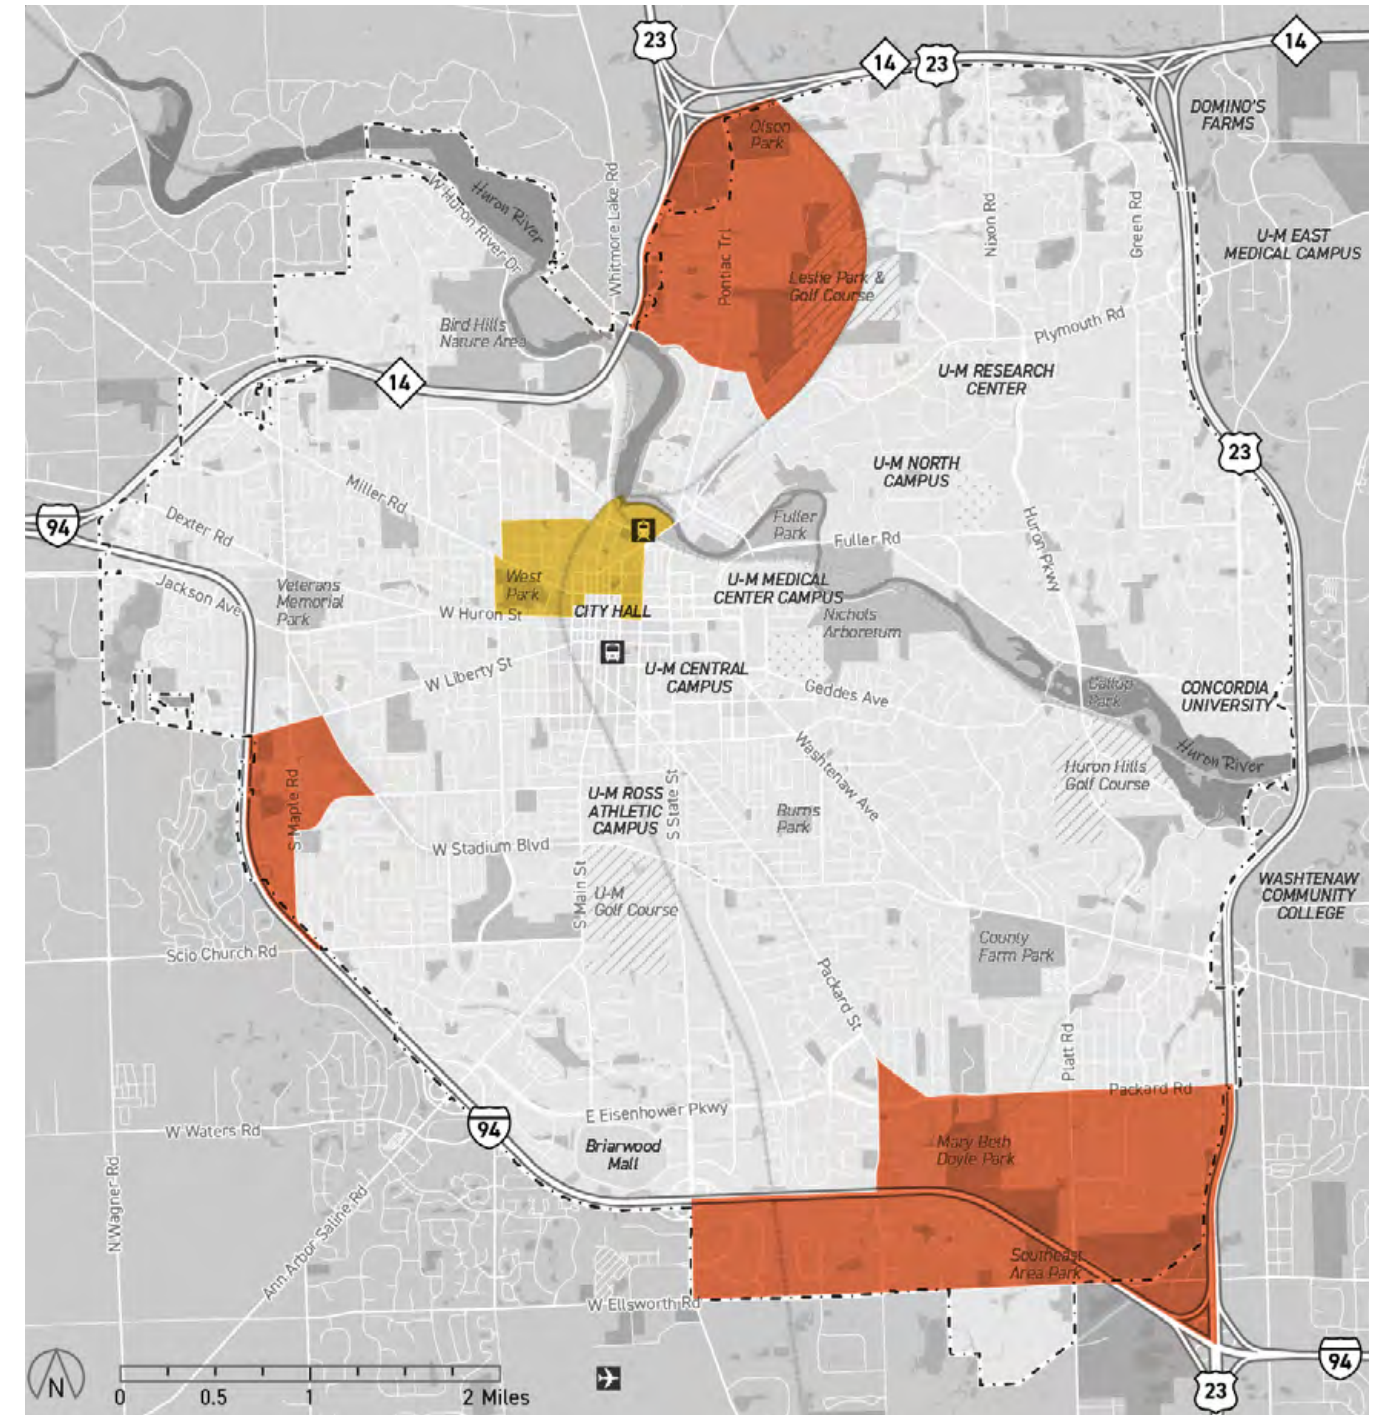 23
14
14
23
DOMINO'S
FARMS
Olson
Park
W Huron River Dr
Huron River
Whitmore Lake Rd
Pontiac Trl
Nixon Rd
Green Rd
U-M EAST
MEDICAL CAMPUS
Leslie Park &
Golf Course
Bird Hills
Nature Area
Plymouth Rd
14
U-M RESEARCH
CENTER
23
U-M NORTH
CAMPUS
Miller Rd
94
Dexter Rd
Fuller
Park
Fuller Rd
Huron Pkwy
Jackson Ave
Veterans
Memorial
Park
West
Park
W Huron St
CITY HALL
U-M MEDICAL
CENTER CAMPUS
Nichols
Arboretum
W Liberty St
U-M CENTRAL
CAMPUS
Geddes Ave
Gallup
Park
CONCORDIA
UNIVERSITY
Huron River
S Maple Rd
U-M ROSS
ATHLETIC
CAMPUS
S State St
Washtenaw Ave
Burns
Park
Huron Hills
Golf Course
W Stadium Blvd
S Main St
U-M
Golf Course
WASHTENAW
COMMUNITY
COLLEGE
Scio Church Rd
County
Farm Park
Packard St
Platt Rd
Packard Rd
E Eisenhower Pkwy
94
W Waters Rd
Briarwood
Mall
Mary Beth
Doyle Park
N Wagner Rd
Ann Arbor Saline Rd
Southeast
Area Park
W Ellsworth Rd
94
23
N
0 0.5 1 2 Miles